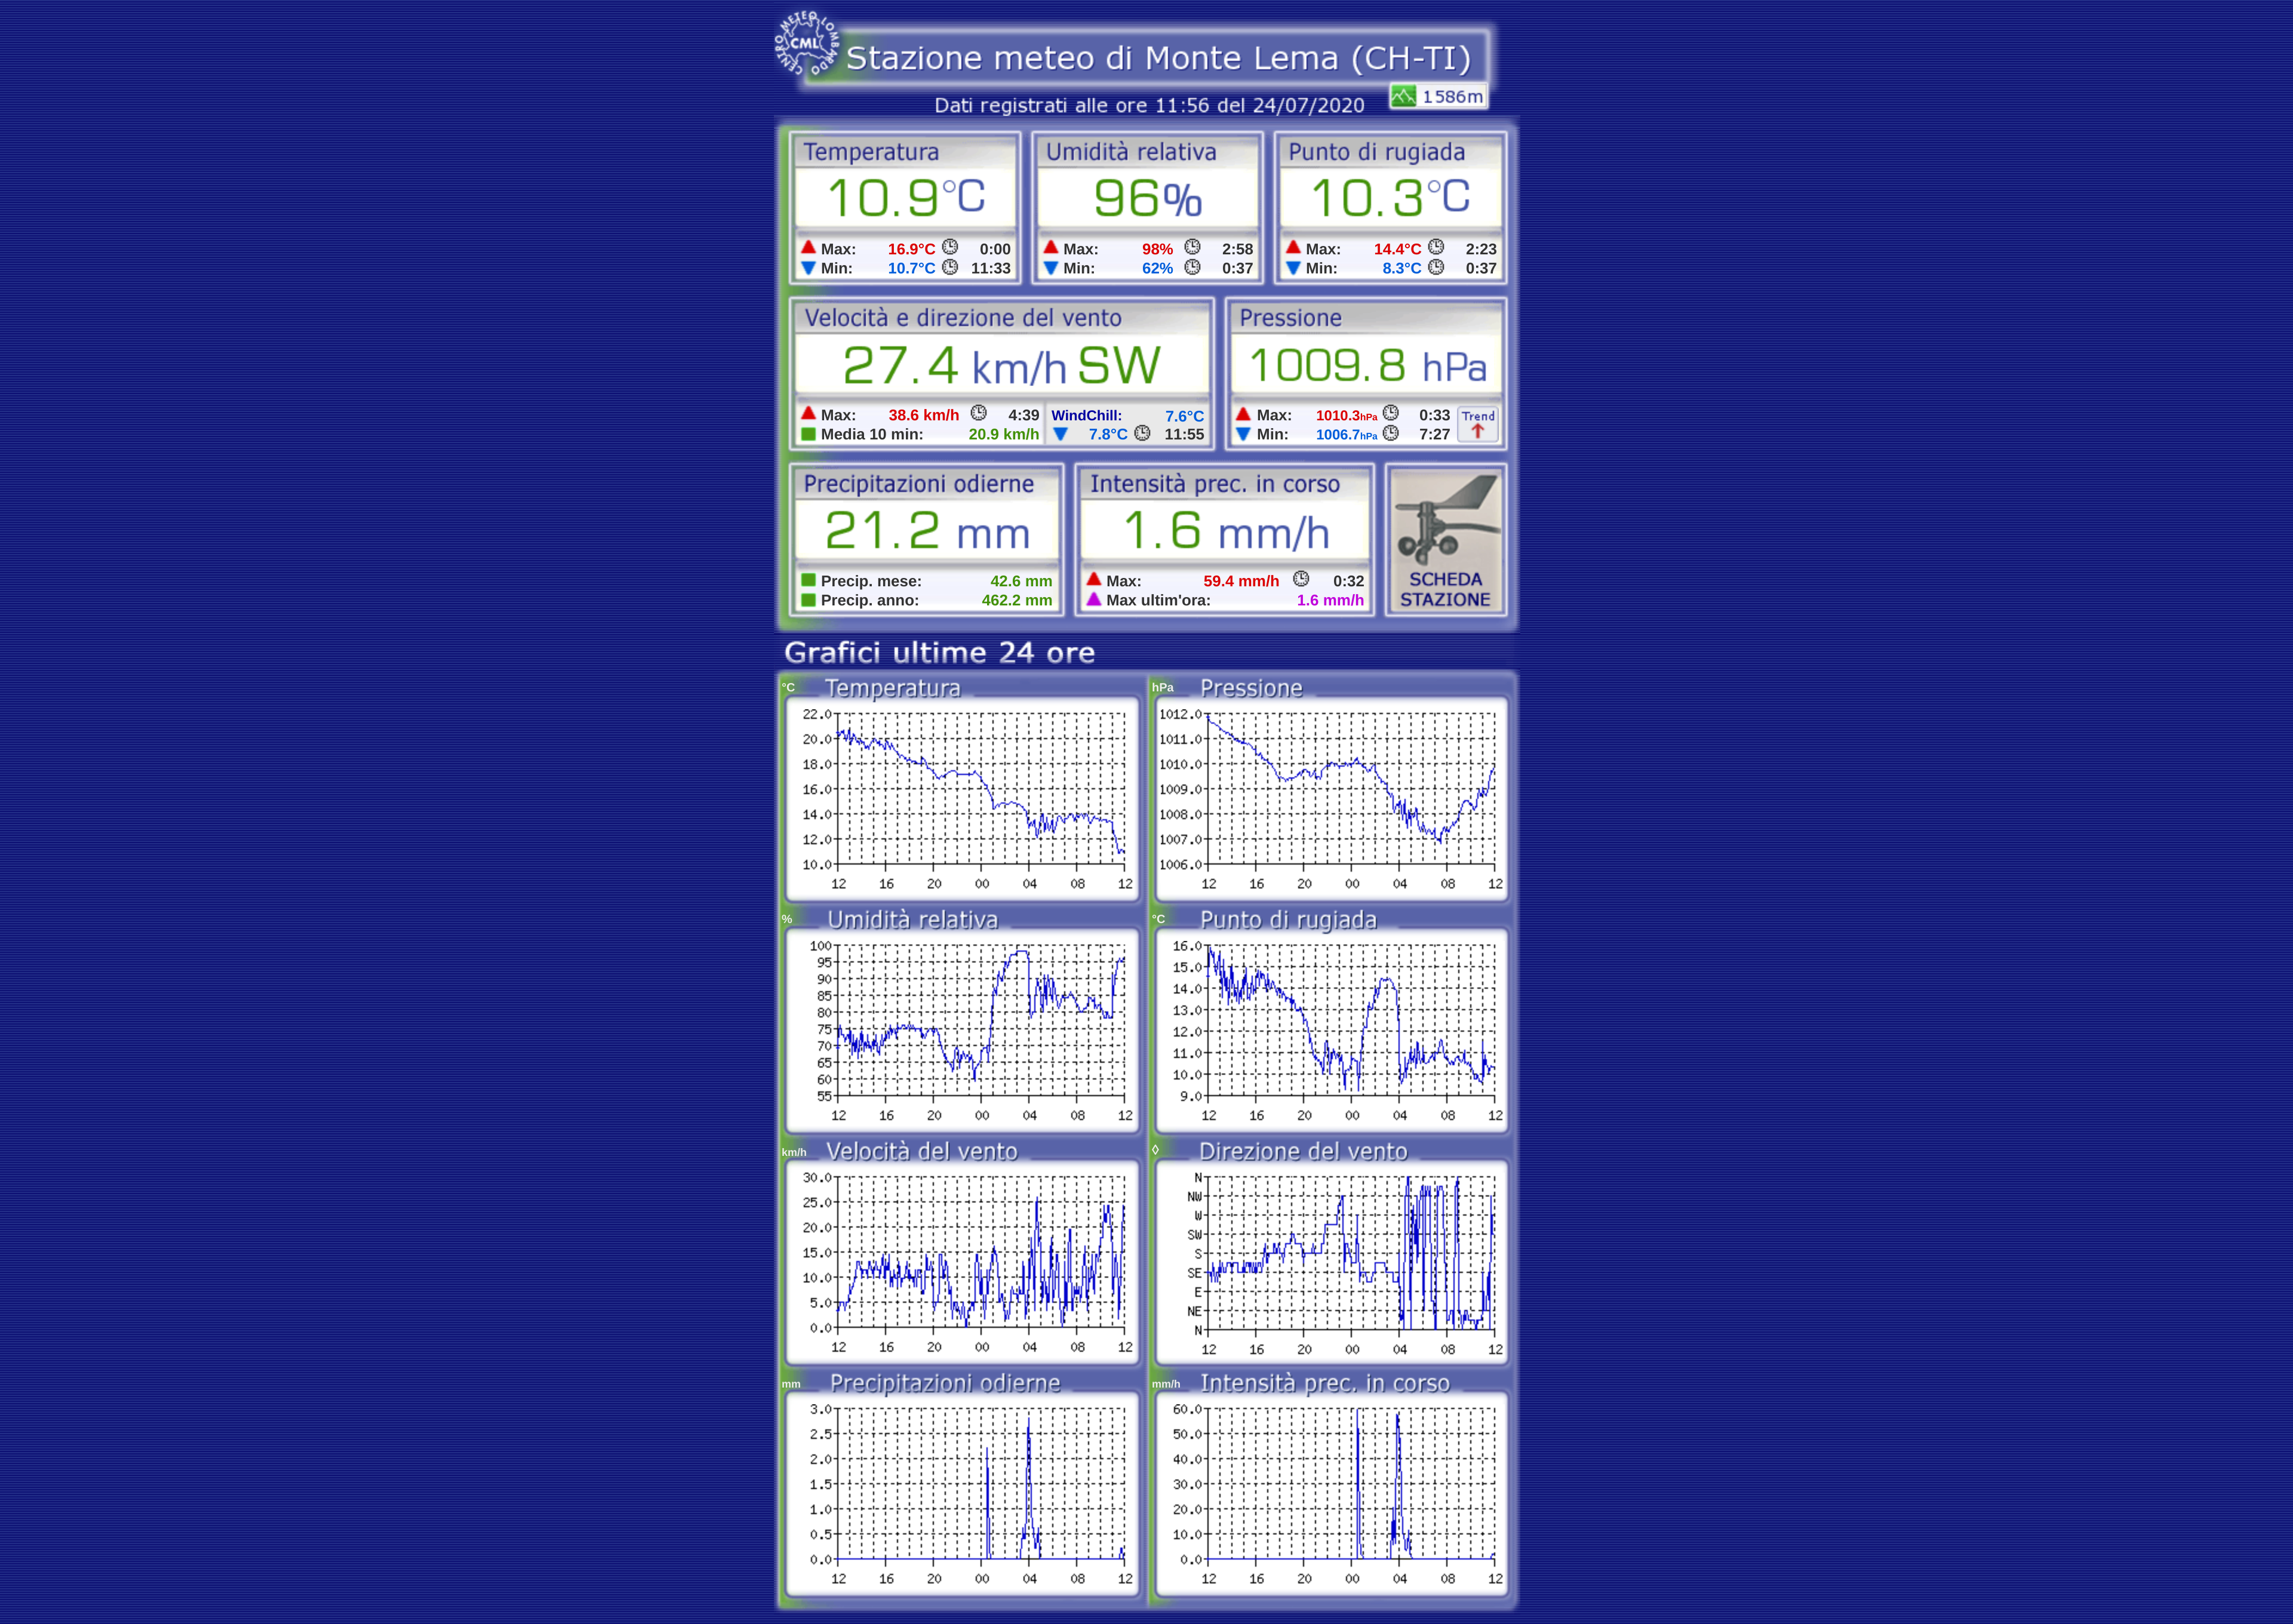 CENTRO METEO LOMBARDO
CML
Stazione meteo di Monte Lema (CH-TI)
Dati registrati alle ore 11:56 del 24/07/2020
1586m
Temperatura
10.9°C
Max: 16.9°C 0:00
Min: 10.7°C 11:33
Umidità relativa
96%
Max: 98% 2:58
Min: 62% 0:37
Punto di rugiada
10.3°C
Max: 14.4°C 2:23
Min: 8.3°C 0:37
Velocità e direzione del vento
27.4 km/h SW
Max: 38.6 km/h 4:39
Media 10 min: 20.9 km/h
WindChill: 7.6°C
7.8°C 11:55
Pressione
1009.8 hPa
Max: 1010.3hPa 0:33
Min: 1006.7hPa 7:27
Trend
Precipitazioni odierne
21.2 mm
Precip. mese: 42.6 mm
Precip. anno: 462.2 mm
Intensità prec. in corso
1.6 mm/h
Max: 59.4 mm/h 0:32
Max ultim'ora: 1.6 mm/h
SCHEDA
STAZIONE
Grafici ultime 24 ore
°C Temperatura
22.0
20.0
18.0
16.0
14.0
12.0
10.0
12 16 20 00 04 08 12
hPa Pressione
1012.0
1011.0
1010.0
1009.0
1008.0
1007.0
1006.0
12 16 20 00 04 08 12
% Umidità relativa
100
95
90
85
80
75
70
65
60
55
12 16 20 00 04 08 12
°C Punto di rugiada
16.0
15.0
14.0
13.0
12.0
11.0
10.0
9.0
12 16 20 00 04 08 12
km/h Velocità del vento
30.0
25.0
20.0
15.0
10.0
5.0
0.0
12 16 20 00 04 08 12
◊ Direzione del vento
N
NW
W
SW
S
SE
E
NE
N
12 16 20 00 04 08 12
mm Precipitazioni odierne
3.0
2.5
2.0
1.5
1.0
0.5
0.0
12 16 20 00 04 08 12
mm/h Intensità prec. in corso
60.0
50.0
40.0
30.0
20.0
10.0
0.0
12 16 20 00 04 08 12